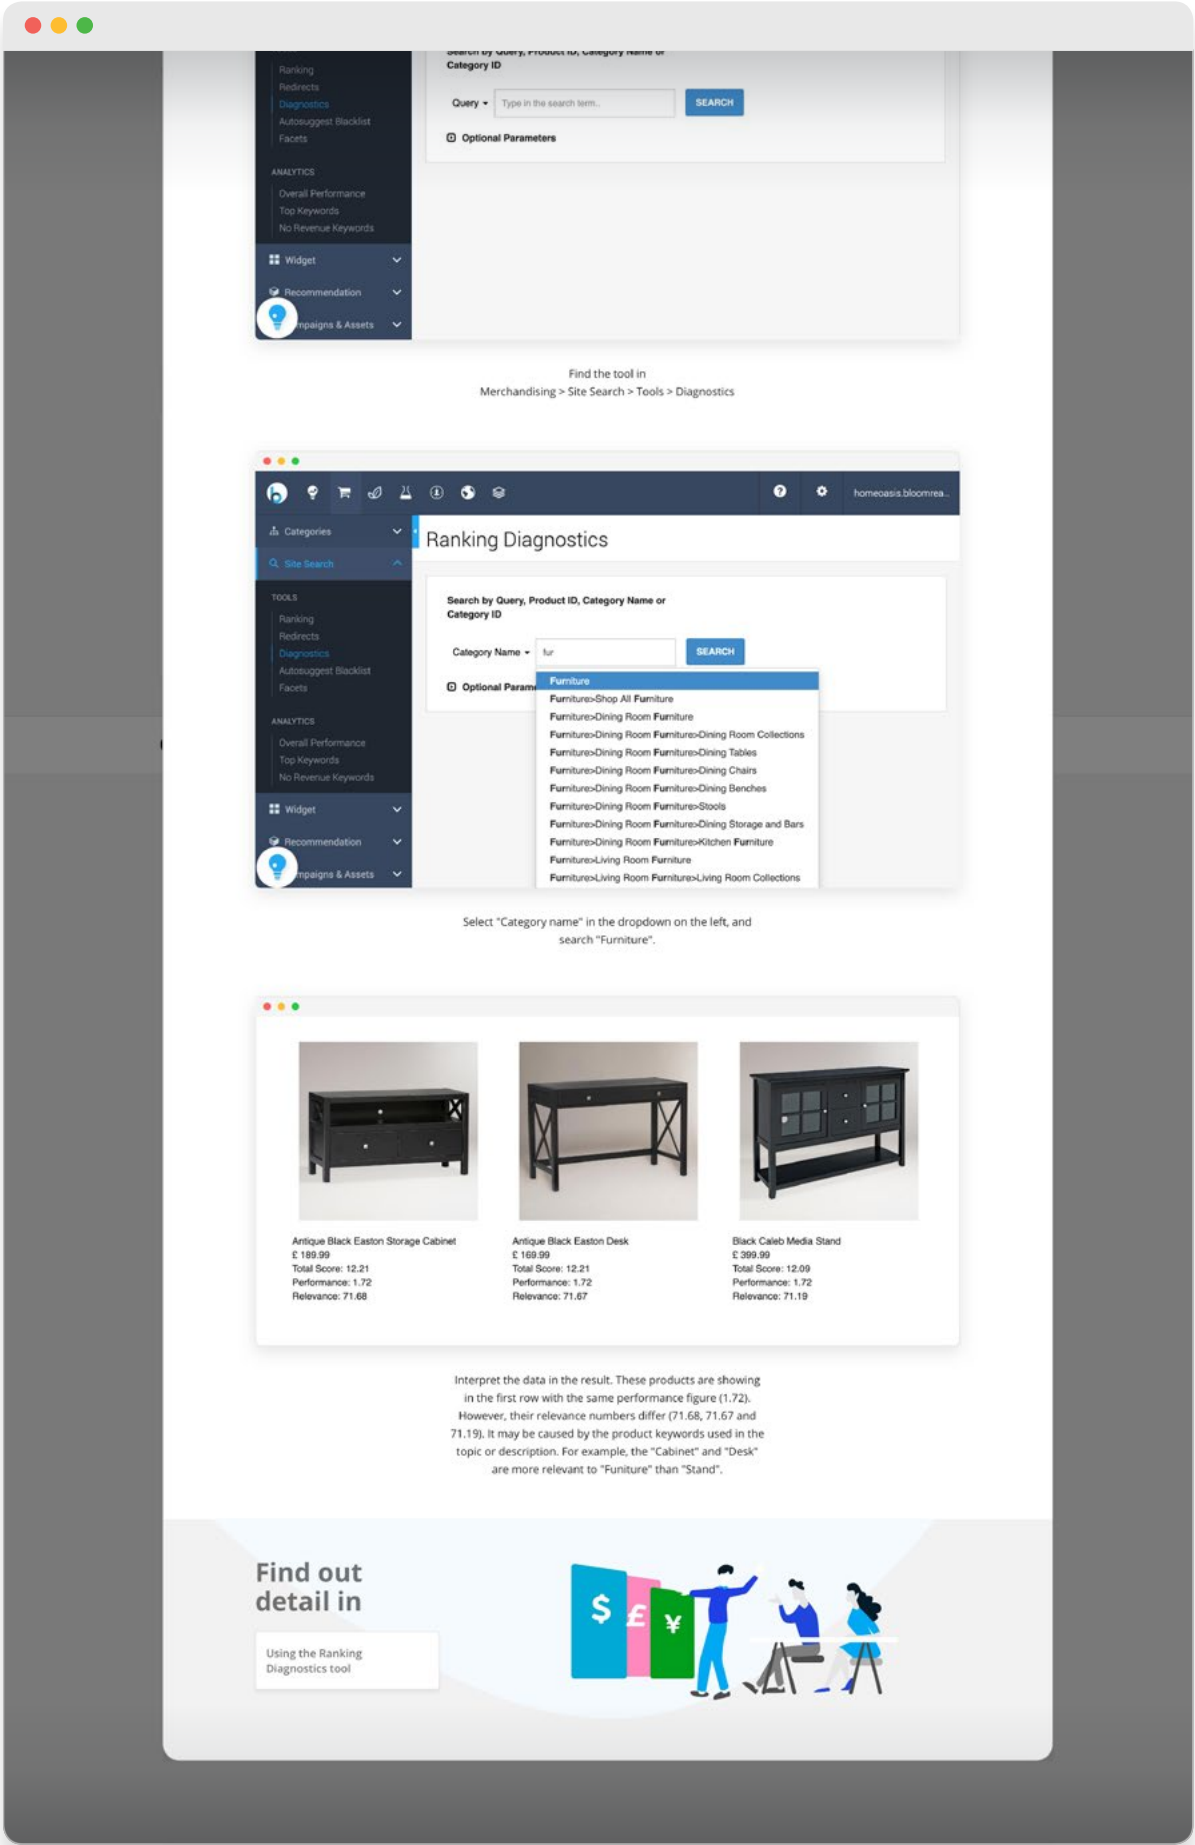 Search by Query, Product ID, Category Name or
Category ID
Ranking
Redirects
Diagnostics
Autosuggest Blacklist
Facets
Query
Type in the search term..
SEARCH
Optional Parameters
ANALYTICS
Overall Performance
Top Keywords
No Revenue Keywords
Widget
Recommendation
mpaigns & Assets
Find the tool in
Merchandising > Site Search > Tools > Diagnostics
homeoasis.bloomrea..
Categories
Site Search
TOOLS
Ranking
Redirects
Diagnostics
Autosuggest Blacklist
Facets
ANALYTICS
Overall Performance
Top Keywords
No Revenue Keywords
Widget
Recommendation
mpaigns & Assets
Ranking Diagnostics
Search by Query, Product ID, Category Name or
Category ID
Category Name
fur
SEARCH
Optional Param
Furniture
Furniture>Shop All Furniture
Furniture>Dining Room Furniture
Furniture>Dining Room Furniture>Dining Room Collections
Furniture>Dining Room Furniture>Dining Tables
Furniture>Dining Room Furniture>Dining Chairs
Furniture>Dining Room Furniture>Dining Benches
Furniture>Dining Room Furniture>Stools
Furniture>Dining Room Furniture>Dining Storage and Bars
Furniture>Dining Room Furniture>Kitchen Furniture
Furniture>Living Room Furniture
Furniture>Living Room Furniture>Living Room Collections
Select "Category name" in the dropdown on the left, and
search "Furniture".
Antique Black Easton Storage Cabinet
£ 189.99
Total Score: 12.21
Performance: 1.72
Relevance: 71.68
Antique Black Easton Desk
£ 169.99
Total Score: 12.21
Performance: 1.72
Relevance: 71.67
Black Caleb Media Stand
£ 399.99
Total Score: 12.09
Performance: 1.72
Relevance: 71.19
Interpret the data in the result. These products are showing
in the first row with the same performance figure (1.72).
However, their relevance numbers differ (71.68, 71.67 and
71.19). It may be caused by the product keywords used in the
topic or description. For example, the "Cabinet" and "Desk"
are more relevant to "Funiture" than "Stand".
Find out
detail in
Using the Ranking
Diagnostics tool
$ £ ¥